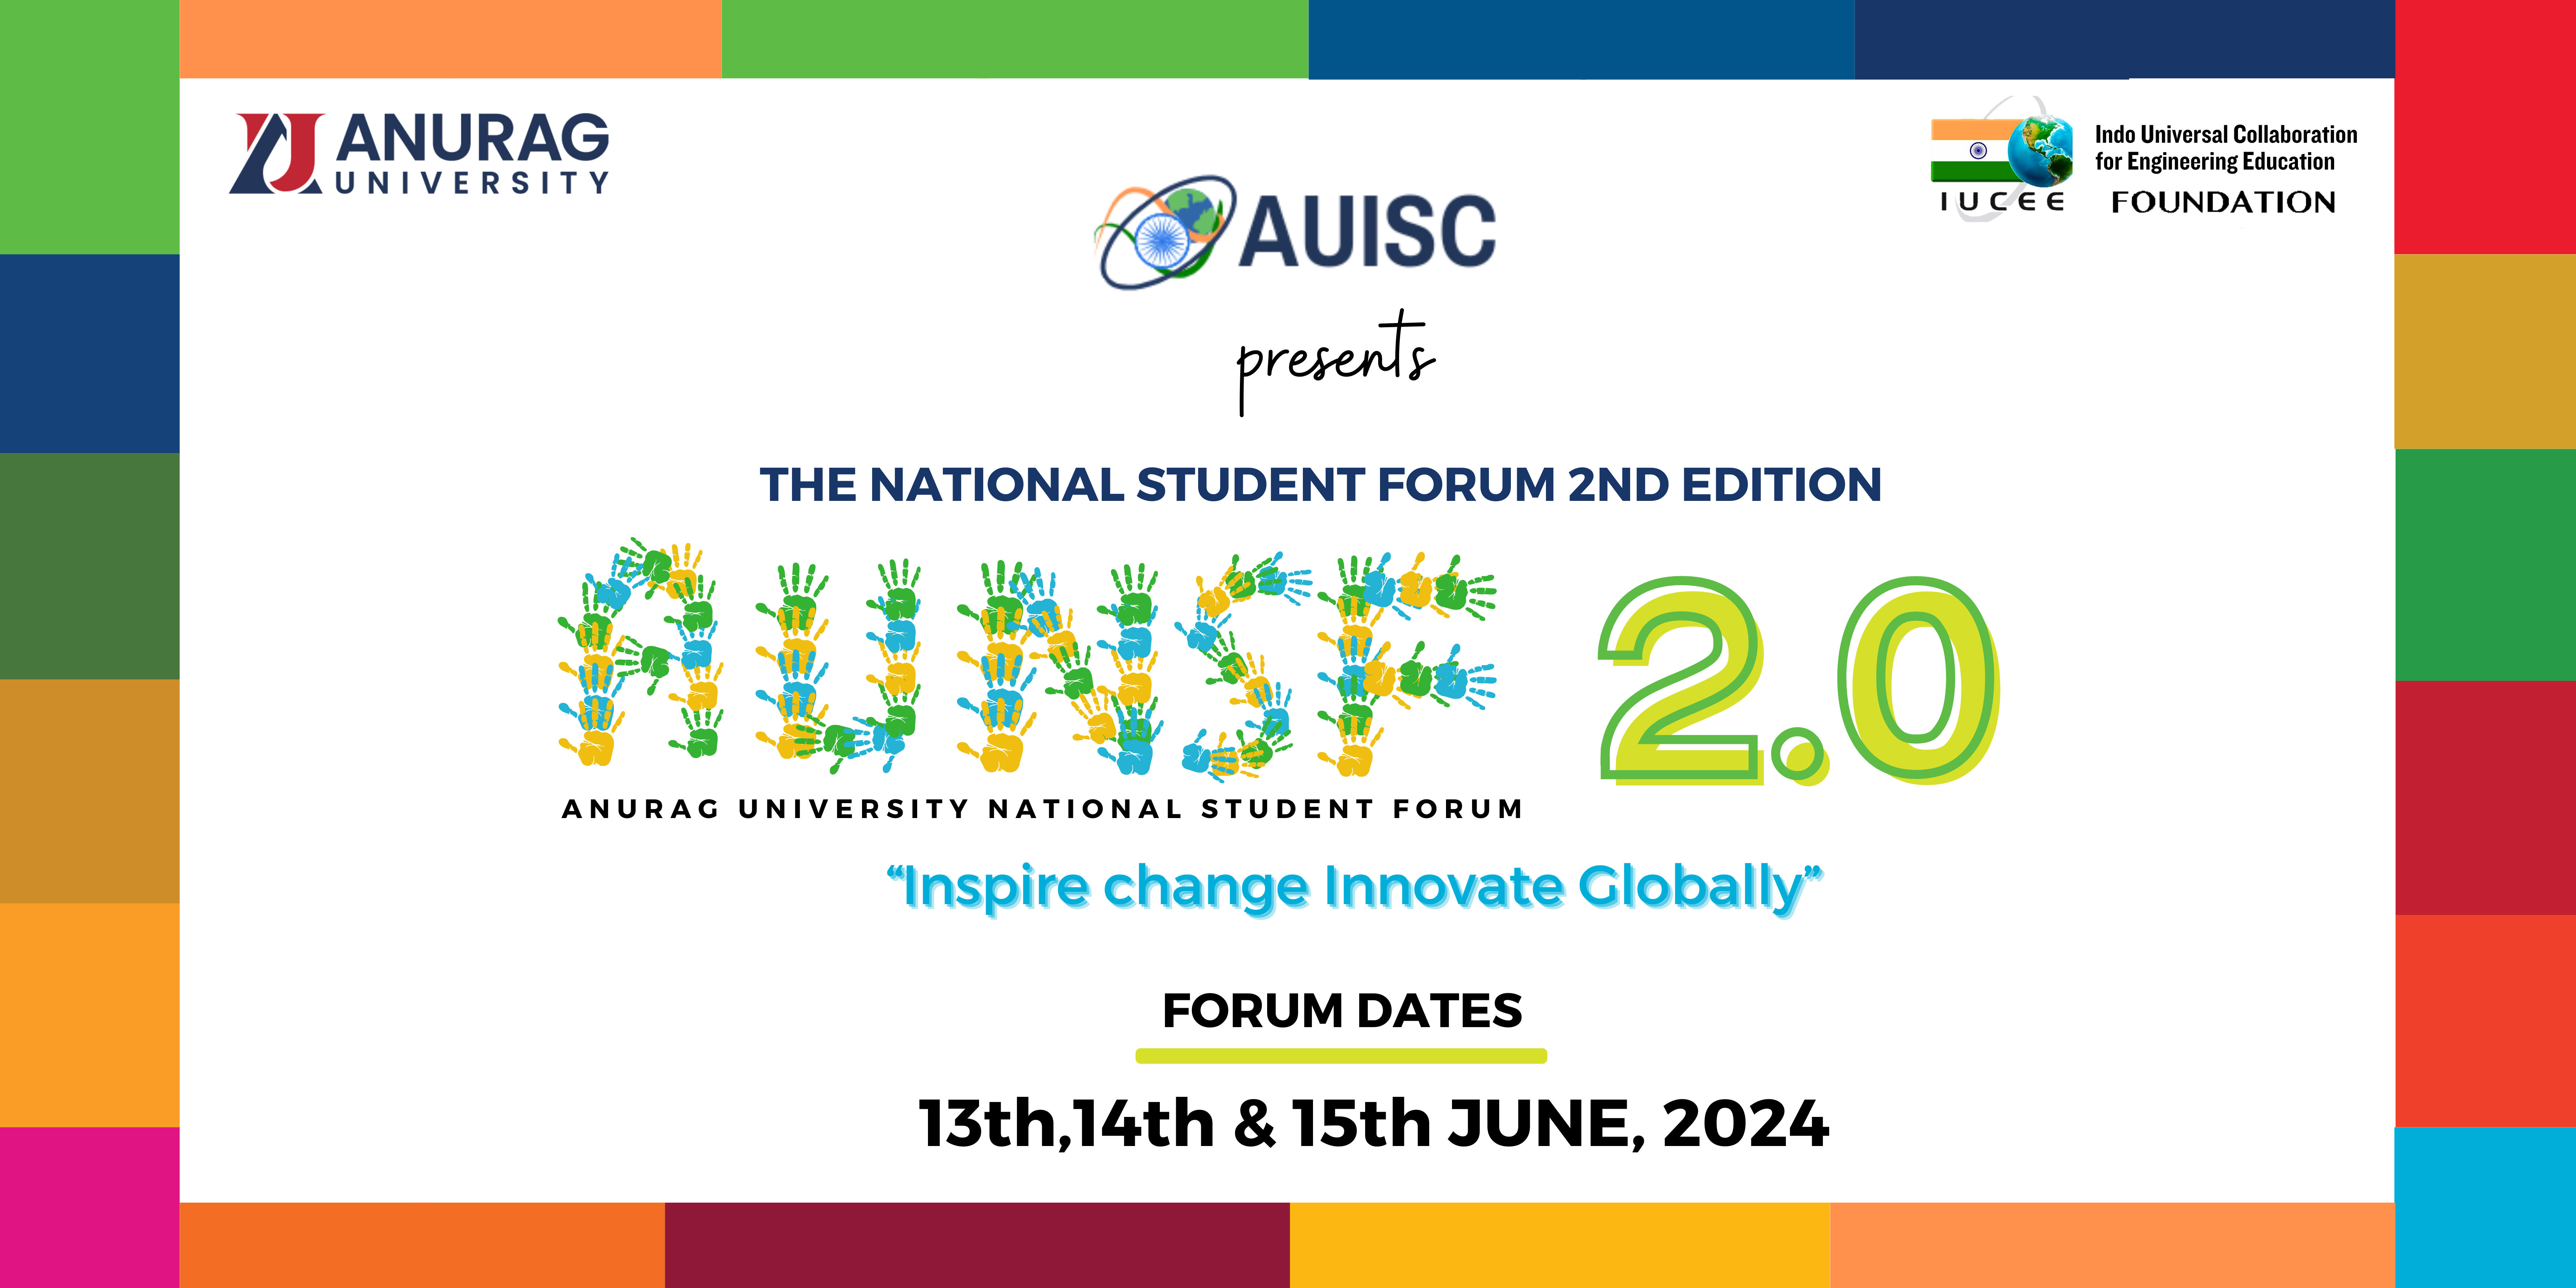 ANURAG
UNIVERSITY
Indo Universal Collaboration
for Engineering Education
IUCEE
FOUNDATION
AUISC
presents
THE NATIONAL STUDENT FORUM 2ND EDITION
AUNSF 2.0
ANURAG UNIVERSITY NATIONAL STUDENT FORUM
“Inspire change Innovate Globally”
FORUM DATES
13th,14th & 15th JUNE, 2024